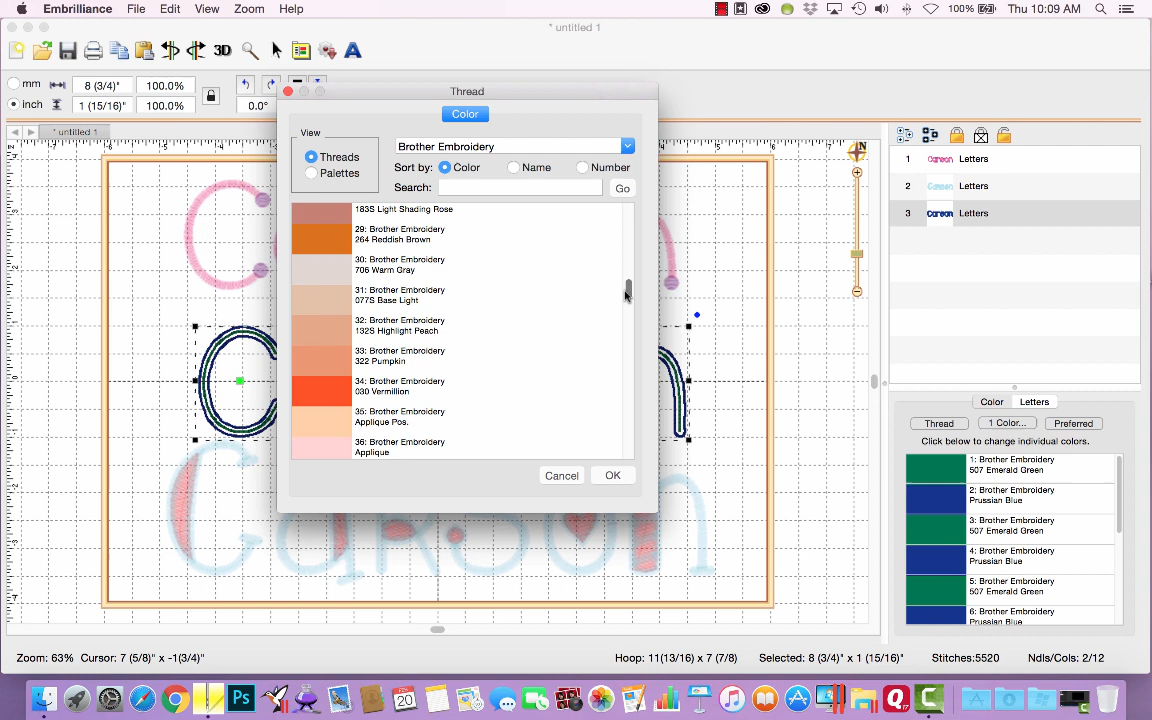 Embrilliance File Edit View Zoom Help 100% Thu 10:09 AM
* untitled 1
3D A
mm 8 (3/4)" 100.0%
inch 1 (15/16)" 100.0% 0.0°
* untitled 1
Thread
Color
View
Threads
Palettes
Brother Embroidery
Sort by: Color Name Number
Search: Go
183S Light Shading Rose
29: Brother Embroidery
264 Reddish Brown
30: Brother Embroidery
706 Warm Gray
31: Brother Embroidery
077S Base Light
32: Brother Embroidery
132S Highlight Peach
33: Brother Embroidery
322 Pumpkin
34: Brother Embroidery
030 Vermillion
35: Brother Embroidery
Applique Pos.
36: Brother Embroidery
Applique
Cancel OK
N
1 Carson Letters
2 Carson Letters
3 Carson Letters
Color Letters
Thread 1 Color... Preferred
Click below to change individual colors.
1: Brother Embroidery
507 Emerald Green
2: Brother Embroidery
Prussian Blue
3: Brother Embroidery
507 Emerald Green
4: Brother Embroidery
Prussian Blue
5: Brother Embroidery
507 Emerald Green
6: Brother Embroidery
Prussian Blue
Carson
Zoom: 63% Cursor: 7 (5/8)" x -1(3/4)" Hoop: 11(13/16) x 7 (7/8) Selected: 8 (3/4)" x 1 (15/16)" Stitches:5520 Ndls/Cols: 2/12